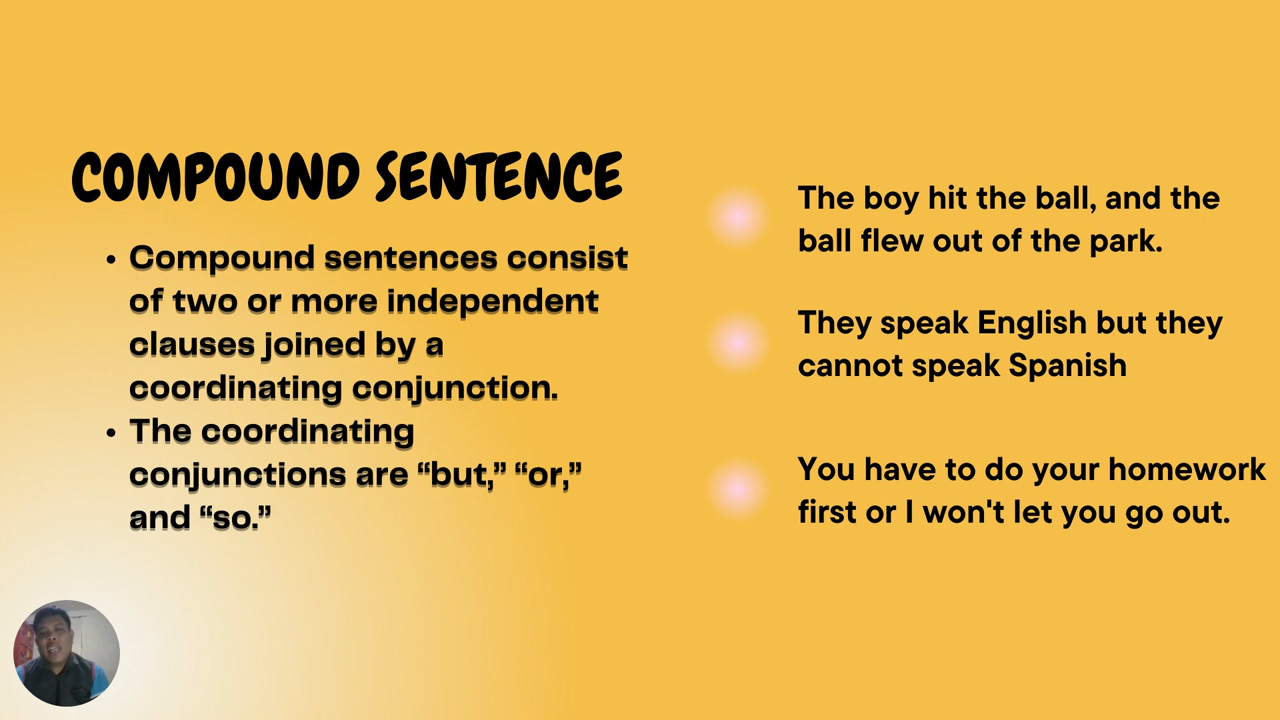 COMPOUND SENTENCE
• Compound sentences consist
of two or more independent
clauses joined by a
coordinating conjunction.
• The coordinating
conjunctions are “but,” “or,”
and “so.”
The boy hit the ball, and the
ball flew out of the park.
They speak English but they
cannot speak Spanish
You have to do your homework
first or I won't let you go out.